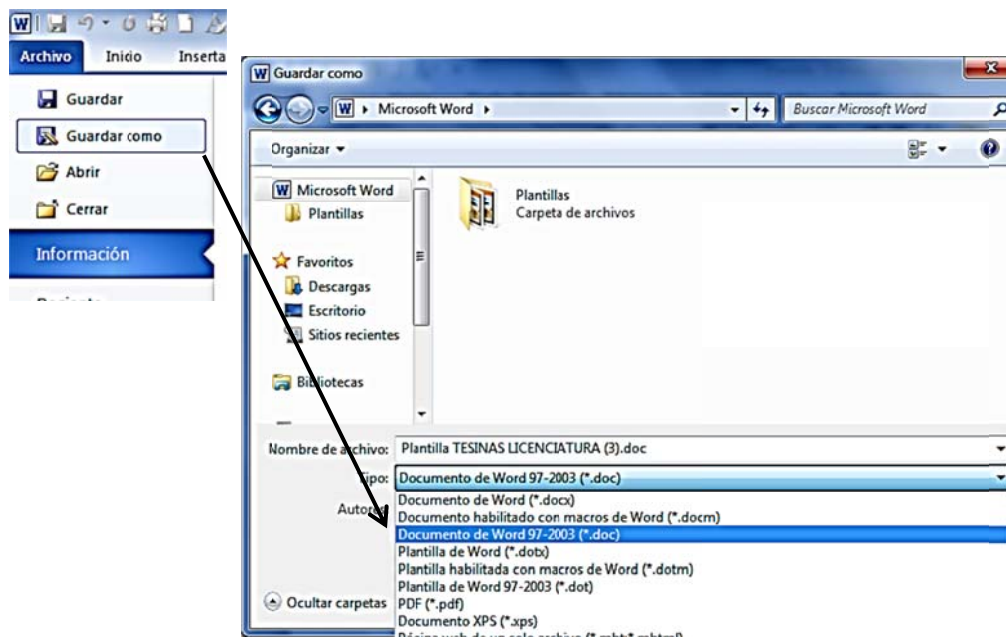 Archivo Inicio Inserta
Guardar
Guardar como
Abrir
Cerrar
Información
Guardar como
Microsoft Word
Buscar Microsoft Word
Organizar
Microsoft Word
Plantillas
Favoritos
Descargas
Escritorio
Sitios recientes
Bibliotecas
Plantillas
Carpeta de archivos
Nombre de archivo: Plantilla TESINAS LICENCIATURA (3).doc
Tipo: Documento de Word 97-2003 (*.doc)
Autores
Documento de Word (*.docx)
Documento habilitado con macros de Word (*.docm)
Documento de Word 97-2003 (*.doc)
Plantilla de Word (*.dotx)
Plantilla habilitada con macros de Word (*.dotm)
Plantilla de Word 97-2003 (*.dot)
Ocultar carpetas
PDF (*.pdf)
Documento XPS (*.xps)